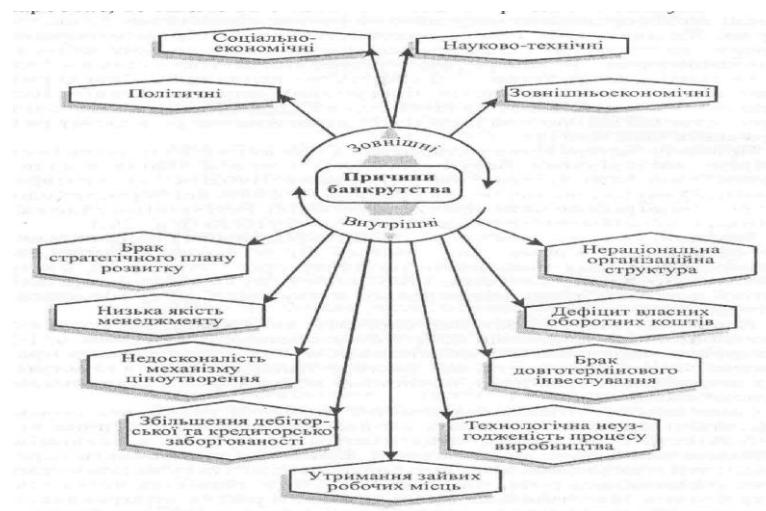 Соціально-
економічні
Науково-технічні
Політичні
Зовнішньоекономічні
Зовнішні
Причини
банкрутства
Внутрішні
Брак
стратегічного плану
розвитку
Нераціональна
організаційна
структура
Низька якість
менеджменту
Дефіцит власних
оборотних коштів
Недосконалість
механізму
ціноутворення
Брак
довготермінового
інвестування
Збільшення дебітор-
ської та кредиторської
заборгованості
Технологічна неуз-
годженість процесу
виробництва
Утримання зайвих
робочих місць